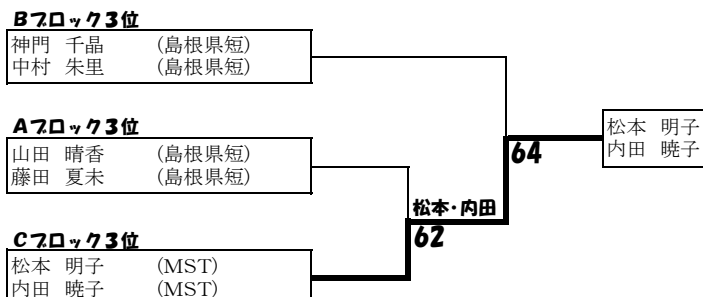 Bブロック3位
神門 千晶 (島根県短)
中村 朱里 (島根県短)
Aブロック3位
山田 晴香 (島根県短)
藤田 夏未 (島根県短)
松本 明子
内田 暁子
64
松本・内田
62
Cブロック3位
松本 明子 (MST)
内田 暁子 (MST)